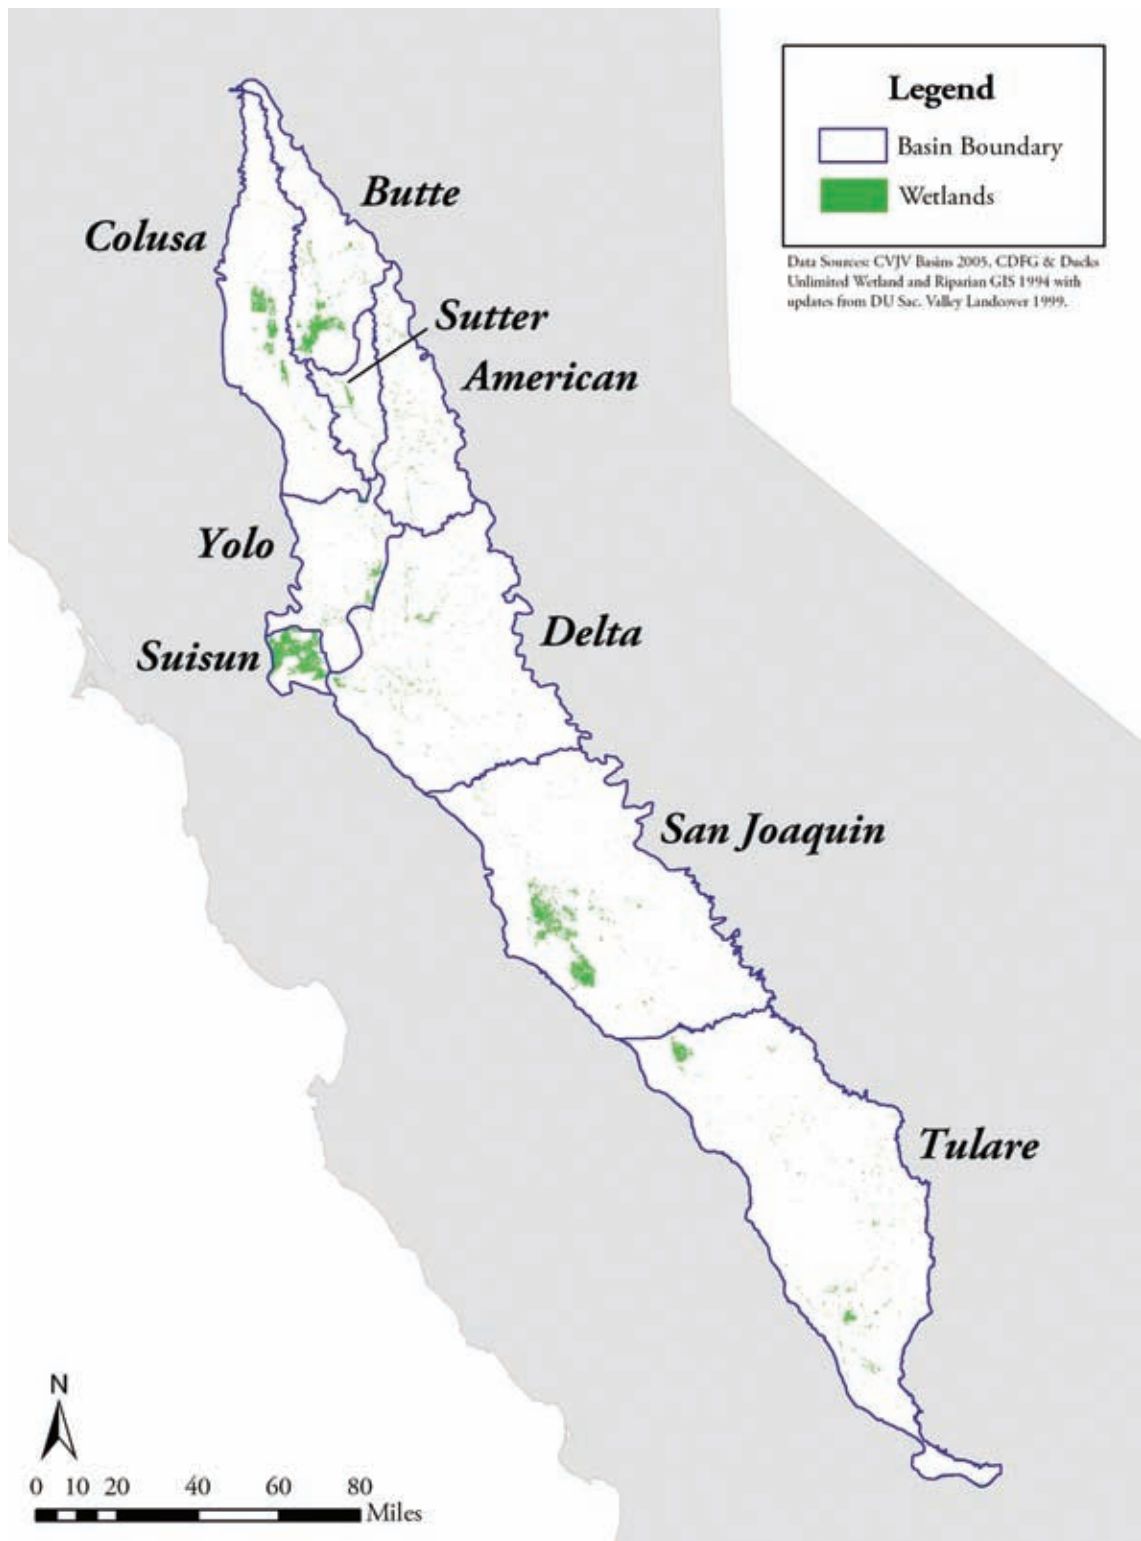 Legend
Basin Boundary
Wetlands
Data Sources: CVJV Basins 2005, CDFG & Ducks
Unlimited Wetland and Riparian GIS 1994 with
updates from DU Sac. Valley Landcover 1999.
Butte
Colusa
Sutter
American
Yolo
Delta
Suisun
San Joaquin
Tulare
N
0 10 20 40 60 80
Miles